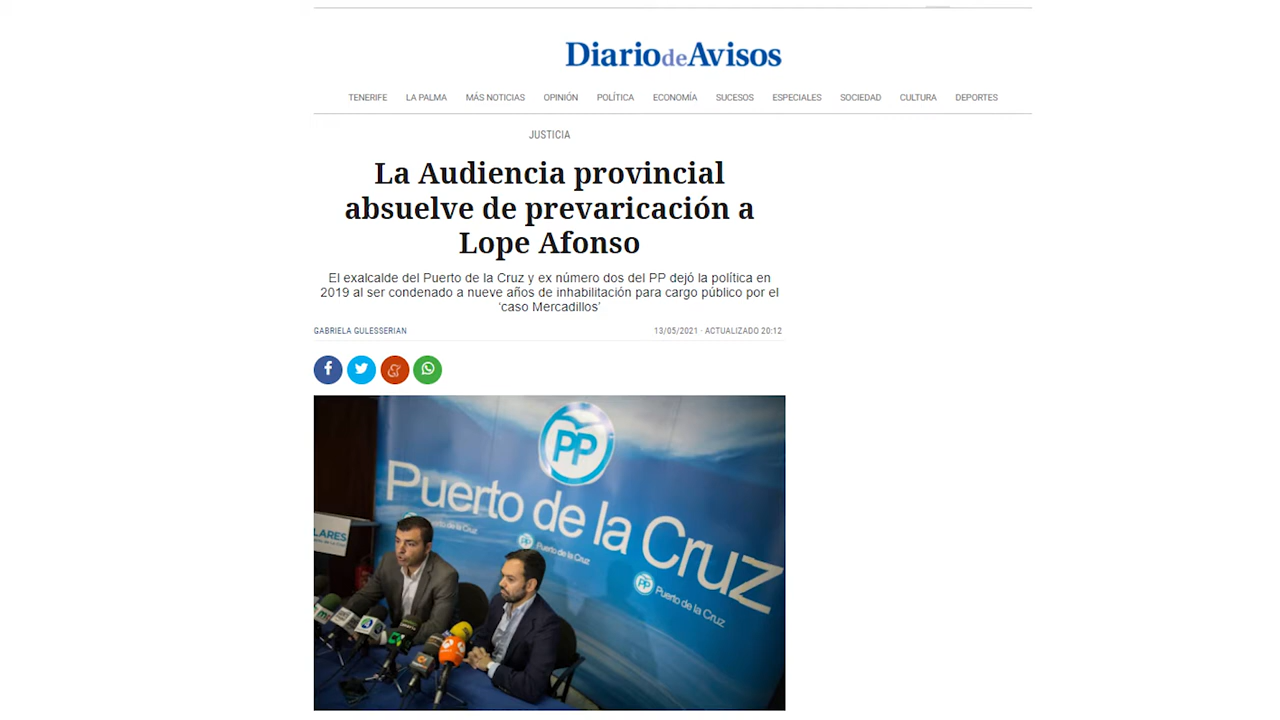 DiariodeAvisos
TENERIFE LA PALMA MÁS NOTICIAS OPINIÓN POLÍTICA ECONOMÍA SUCESOS ESPECIALES SOCIEDAD CULTURA DEPORTES
JUSTICIA
La Audiencia provincial
absuelve de prevaricación a
Lope Afonso
El exalcalde del Puerto de la Cruz y ex número dos del PP dejó la política en
2019 al ser condenado a nueve años de inhabilitación para cargo público por el
‘caso Mercadillos’
GABRIELA GULESSERIAN 13/05/2021 · ACTUALIZADO 20:12
PP
Puerto de la Cruz
LARES
PP Puerto de la Cruz
PP Puerto de la Cruz